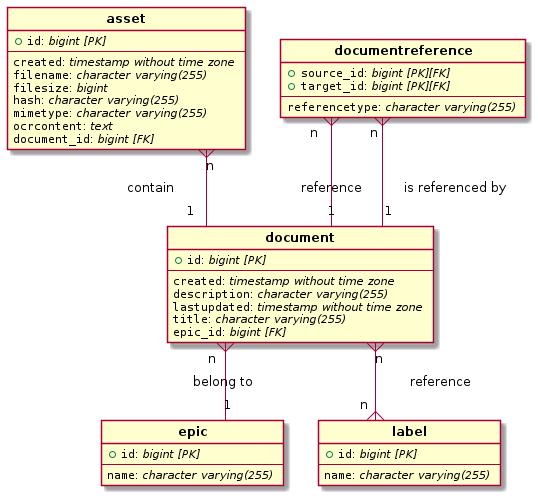 asset
id: bigint [PK]
created: timestamp without time zone
filename: character varying(255)
filesize: bigint
hash: character varying(255)
mimetype: character varying(255)
ocrcontent: text
document_id: bigint [FK]
documentreference
source_id: bigint [PK][FK]
target_id: bigint [PK][FK]
referencetype: character varying(255)
n
n
n
contain
reference
is referenced by
1
1
1
document
id: bigint [PK]
created: timestamp without time zone
description: character varying(255)
lastupdated: timestamp without time zone
title: character varying(255)
epic_id: bigint [FK]
n
n
belong to
reference
1
n
epic
id: bigint [PK]
name: character varying(255)
label
id: bigint [PK]
name: character varying(255)